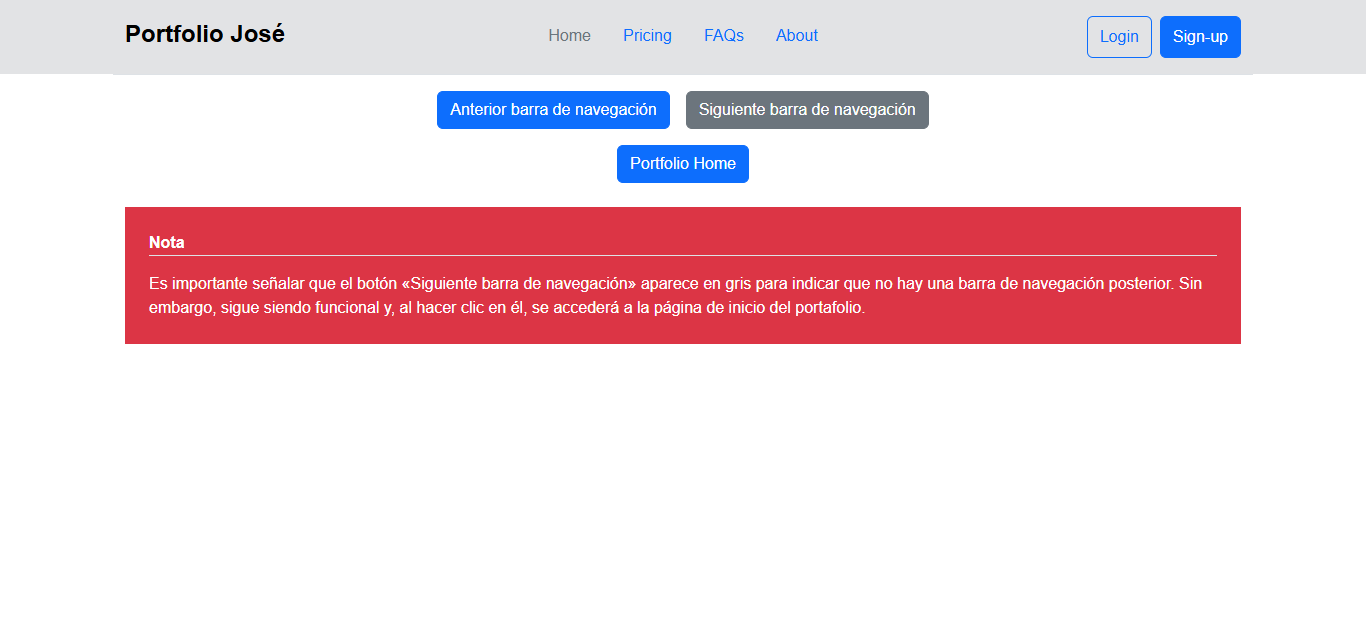 Portfolio José
Home
Pricing
FAQs
About
Login
Sign-up
Anterior barra de navegación
Siguiente barra de navegación
Portfolio Home
Nota
Es importante señalar que el botón «Siguiente barra de navegación» aparece en gris para indicar que no hay una barra de navegación posterior. Sin
embargo, sigue siendo funcional y, al hacer clic en él, se accederá a la página de inicio del portafolio.